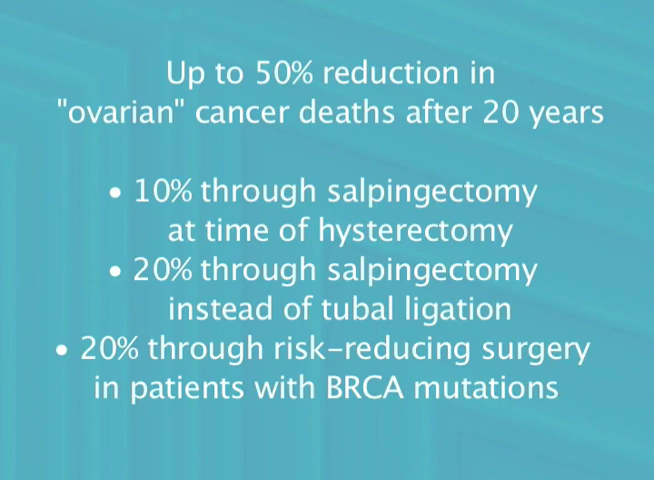 Up to 50% reduction in
"ovarian" cancer deaths after 20 years
• 10% through salpingectomy
at time of hysterectomy
• 20% through salpingectomy
instead of tubal ligation
• 20% through risk-reducing surgery
in patients with BRCA mutations